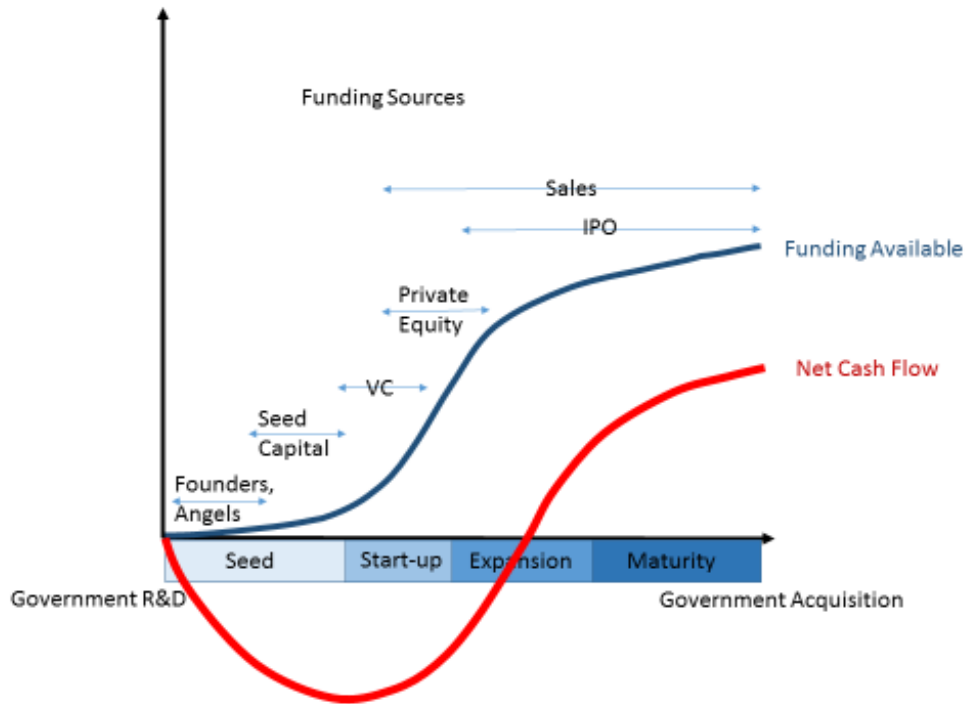 Funding Sources
Sales
IPO
Funding Available
Private
Equity
Net Cash Flow
VC
Seed
Capital
Founders,
Angels
Seed
Start-up
Expansion
Maturity
Government R&D
Government Acquisition